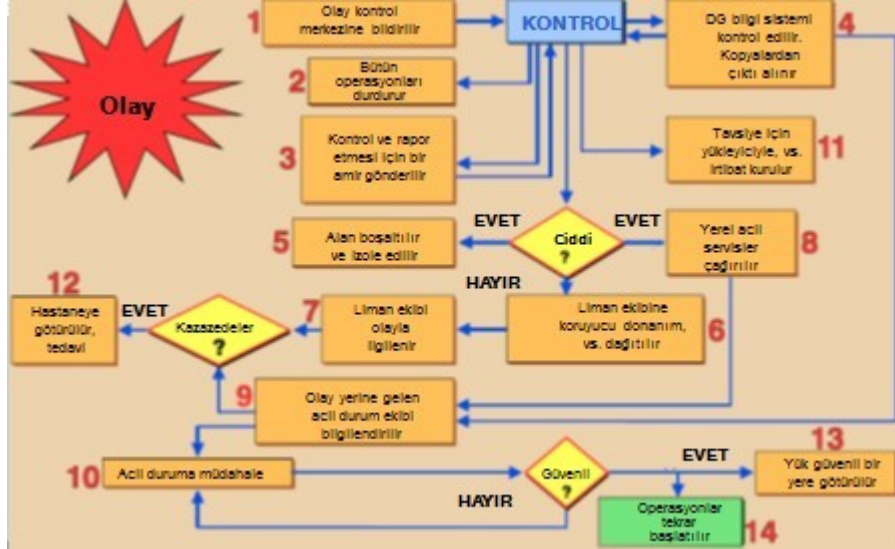 Olay
1
Olay kontrol
merkezine bildirilir
KONTROL
DG bilgi sistemi
kontrol edilir.
Kopyalardan
çıktı alınır
4
2
Bütün
operasyonları
durdurur
3
Kontrol ve rapor
etmesi için bir
amir gönderilir
Tavsiye için
yükleyiciyle, vs.
irtibat kurulur
11
5
Alan boşaltılır
ve izole edilir
EVET
Ciddi
?
EVET
Yerel acil
servisler
çağırılır
8
HAYIR
12
Hastaneye
götürülür,
tedavi
EVET
Kazazedeler
?
7
Liman ekibi
olayla
ilgilenir
Liman ekibine
koruyucu donanım,
vs. dağıtılır
6
9
Olay yerine gelen
acil durum ekibi
bilgilendirilir
10
Acil duruma müdahale
HAYIR
Güvenli
?
EVET
13
Yük güvenli bir
yere götürülür
Operasyonlar
tekrar
başlatılır
14